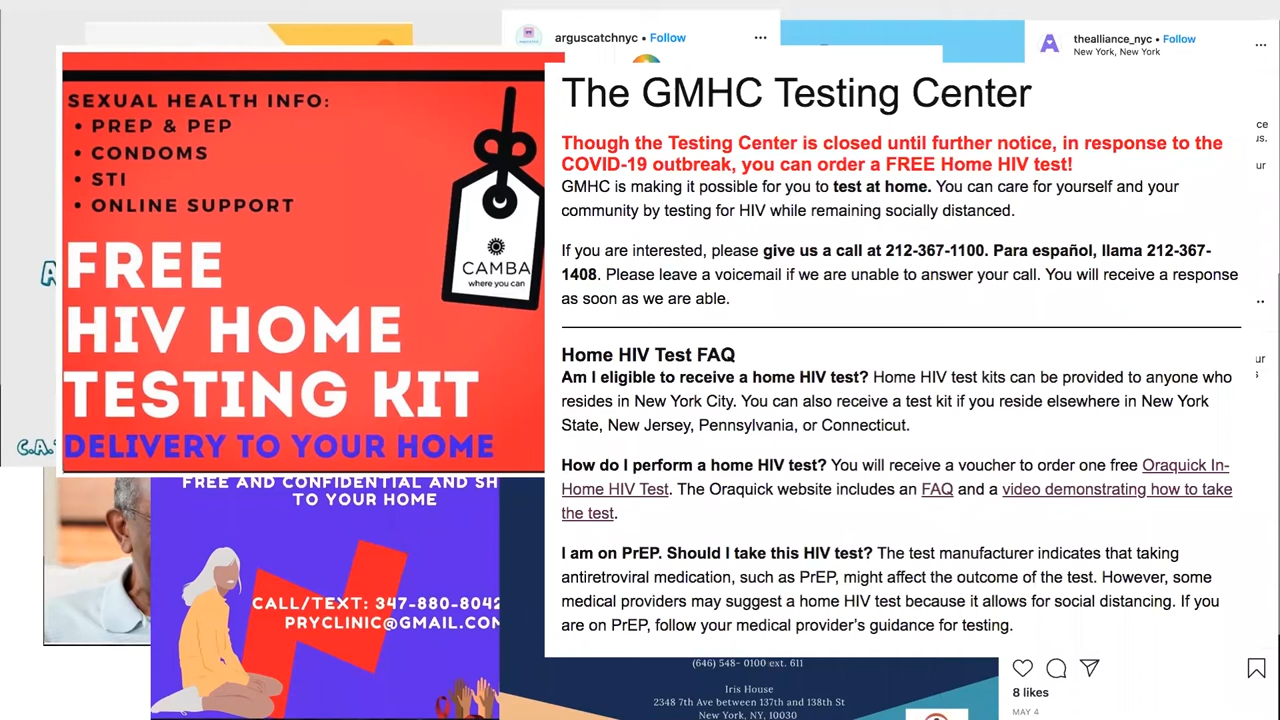 arguscatchnyc • Follow
thealliance_nyc • Follow
New York, New York
SEXUAL HEALTH INFO:
• PREP & PEP
• CONDOMS
• STI
• ONLINE SUPPORT
CAMBA
where you can
FREE
HIV HOME
TESTING KIT
DELIVERY TO YOUR HOME
The GMHC Testing Center
Though the Testing Center is closed until further notice, in response to the
COVID-19 outbreak, you can order a FREE Home HIV test!
GMHC is making it possible for you to test at home. You can care for yourself and your
community by testing for HIV while remaining socially distanced.
If you are interested, please give us a call at 212-367-1100. Para español, llama 212-367-
1408. Please leave a voicemail if we are unable to answer your call. You will receive a response
as soon as we are able.
Home HIV Test FAQ
Am I eligible to receive a home HIV test? Home HIV test kits can be provided to anyone who
resides in New York City. You can also receive a test kit if you reside elsewhere in New York
State, New Jersey, Pennsylvania, or Connecticut.
How do I perform a home HIV test? You will receive a voucher to order one free Oraquick In-
Home HIV Test. The Oraquick website includes an FAQ and a video demonstrating how to take
the test.
I am on PrEP. Should I take this HIV test? The test manufacturer indicates that taking
antiretroviral medication, such as PrEP, might affect the outcome of the test. However, some
medical providers may suggest a home HIV test because it allows for social distancing. If you
are on PrEP, follow your medical provider's guidance for testing.
C.A.
FREE AND CONFIDENTIAL AND SH
TO YOUR HOME
CALL/TEXT: 347-880-8042
PRYCLINIC@GMAIL.COM
(646) 548- 0100 ext. 611
Iris House
2348 7th Ave between 137th and 138th St
New York, NY, 10030
8 likes
MAY 4